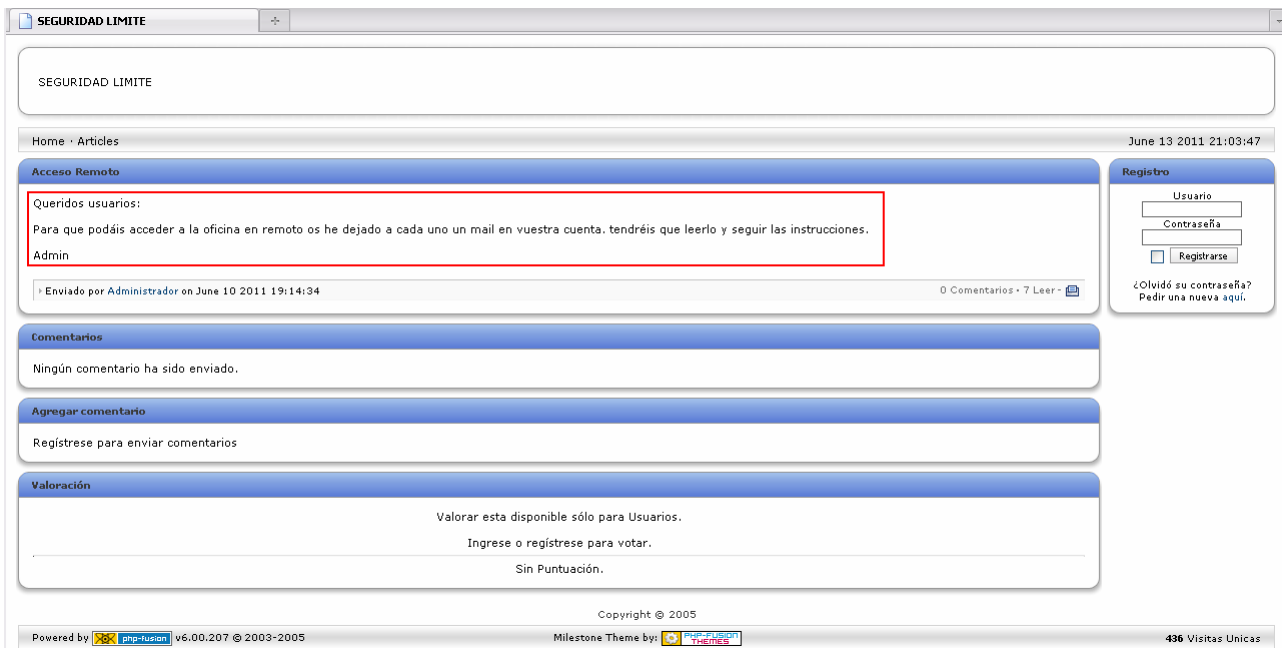 SEGURIDAD LIMITE
SEGURIDAD LIMITE
Home · Articles
June 13 2011 21:03:47
Acceso Remoto
Queridos usuarios:
Para que podáis acceder a la oficina en remoto os he dejado a cada uno un mail en vuestra cuenta. tendréis que leerlo y seguir las instrucciones.
Admin
Enviado por Administrador on June 10 2011 19:14:34
0 Comentarios · 7 Leer -
Registro
Usuario
Contraseña
Registrarse
¿Olvidó su contraseña?
Pedir una nueva aquí.
Comentarios
Ningún comentario ha sido enviado.
Agregar comentario
Regístrese para enviar comentarios
Valoración
Valorar esta disponible sólo para Usuarios.
Ingrese o regístrese para votar.
Sin Puntuación.
Copyright © 2005
Powered by php-fusion v6.00.207 © 2003-2005
Milestone Theme by: PHP-FUSION THEMES
436 Visitas Unicas